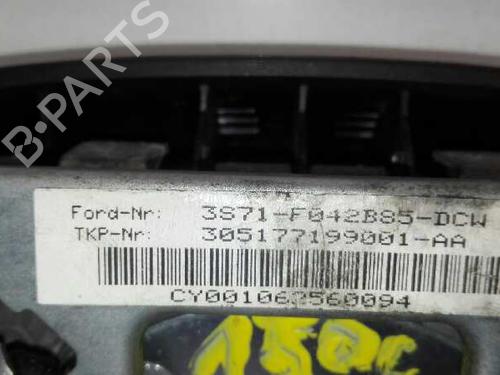 B-PARTS
Ford-Nr: 3S71-F042B85-DCW
TKP-Nr: 305177199001-AA
CY001062560094